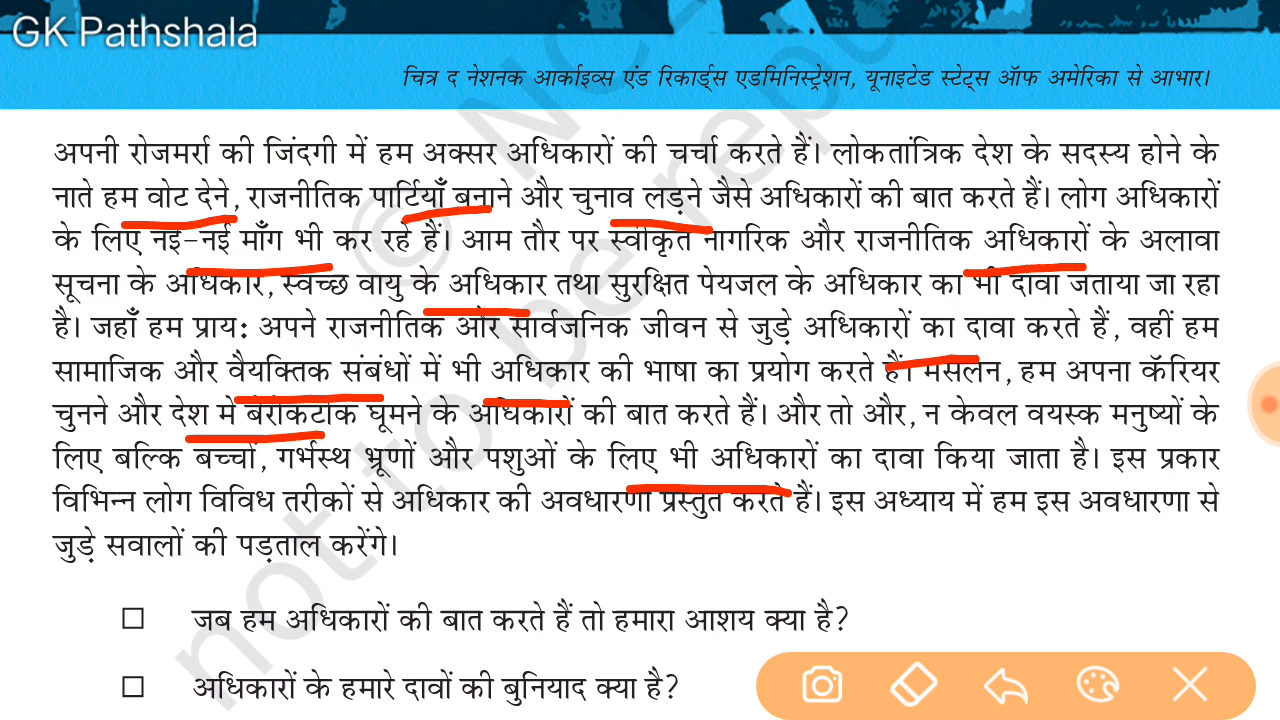 GK Pathshala
चित्र द नेशनक आर्काइव्स एंड रिकार्ड्स एडमिनिस्ट्रेशन, यूनाइटेड स्टेट्स ऑफ अमेरिका से आभार।
अपनी रोजमर्रा की जिंदगी में हम अक्सर अधिकारों की चर्चा करते हैं। लोकतांत्रिक देश के सदस्य होने के
नाते हम वोट देने, राजनीतिक पार्टियाँ बनाने और चुनाव लड़ने जैसे अधिकारों की बात करते हैं। लोग अधिकारों
के लिए नई-नई माँग भी कर रहे हैं। आम तौर पर स्वीकृत नागरिक और राजनीतिक अधिकारों के अलावा
सूचना के अधिकार, स्वच्छ वायु के अधिकार तथा सुरक्षित पेयजल के अधिकार का भी दावा जताया जा रहा
है। जहाँ हम प्राय: अपने राजनीतिक और सार्वजनिक जीवन से जुड़े अधिकारों का दावा करते हैं, वहीं हम
सामाजिक और वैयक्तिक संबंधों में भी अधिकार की भाषा का प्रयोग करते हैं। मसलन, हम अपना कॅरियर
चुनने और देश में बेरोकटोक घूमने के अधिकारों की बात करते हैं। और तो और, न केवल वयस्क मनुष्यों के
लिए बल्कि बच्चों, गर्भस्थ भ्रूणों और पशुओं के लिए भी अधिकारों का दावा किया जाता है। इस प्रकार
विभिन्न लोग विविध तरीकों से अधिकार की अवधारणा प्रस्तुत करते हैं। इस अध्याय में हम इस अवधारणा से
जुड़े सवालों की पड़ताल करेंगे।
जब हम अधिकारों की बात करते हैं तो हमारा आशय क्या है?
अधिकारों के हमारे दावों की बुनियाद क्या है?
not to be repu
© NC